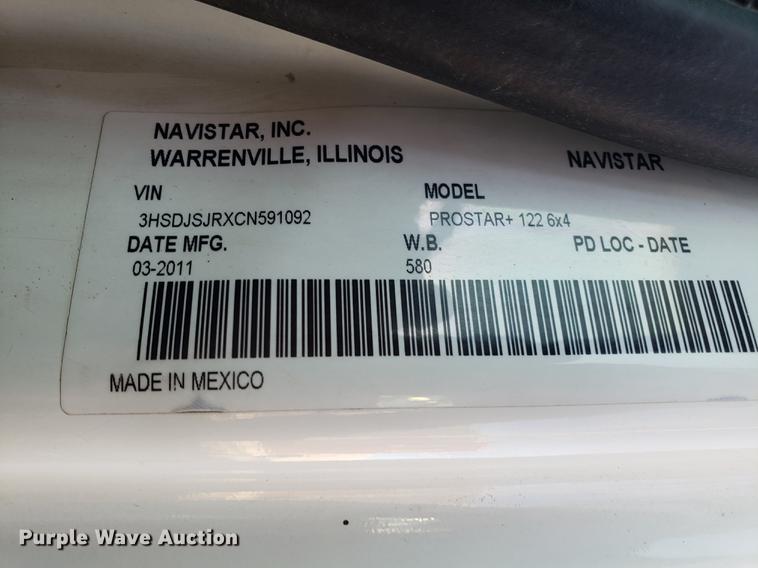 NAVISTAR, INC.
WARRENVILLE, ILLINOIS NAVISTAR
VIN MODEL
3HSDJSJRXCN591092 PROSTAR+ 122 6x4
DATE MFG. W.B. PD LOC - DATE
03-2011 580
MADE IN MEXICO
Purple Wave Auction